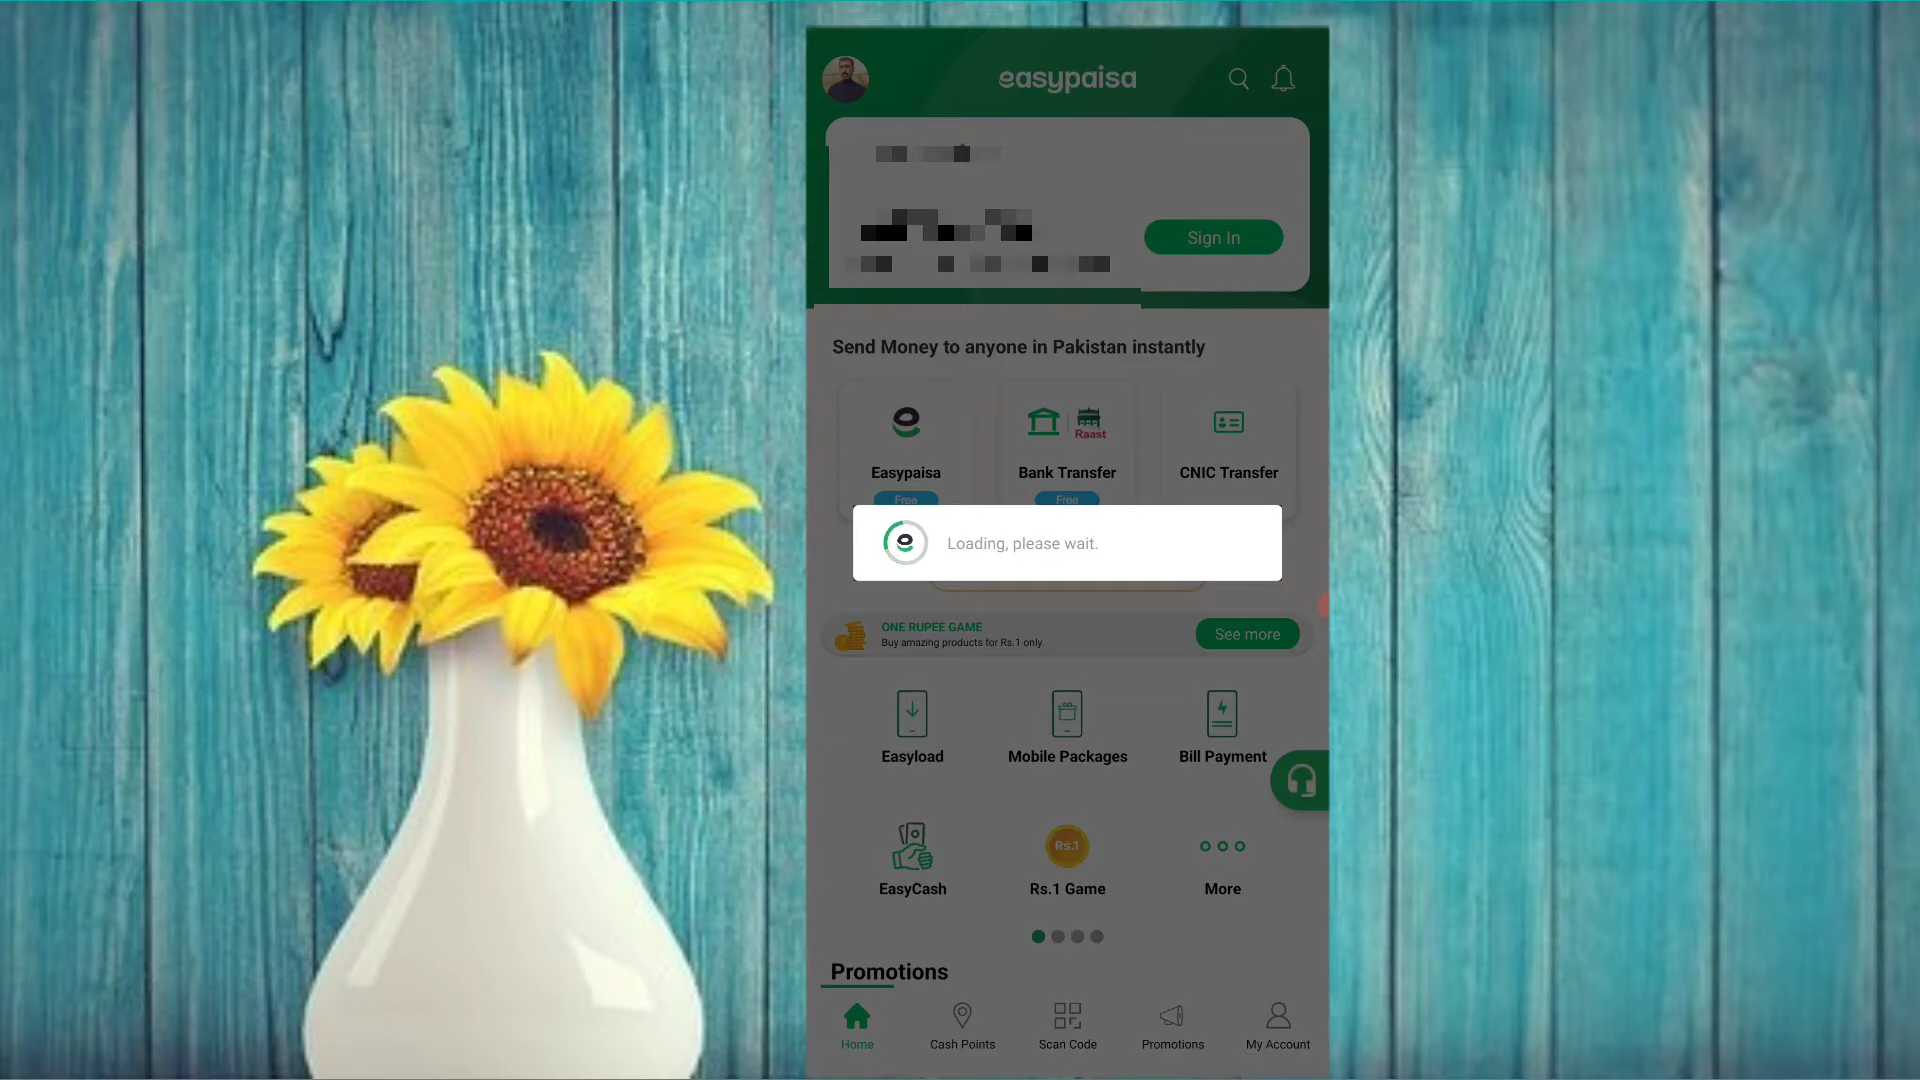 easypaisa
Sign In
Send Money to anyone in Pakistan instantly
Raast
Easypaisa
Bank Transfer
CNIC Transfer
Free
Free
Loading, please wait.
ONE RUPEE GAME
Buy amazing products for Rs.1 only.
See more
Easyload
Mobile Packages
Bill Payment
Rs.1
EasyCash
Rs.1 Game
More
Promotions
Home
Cash Points
Scan Code
Promotions
My Account